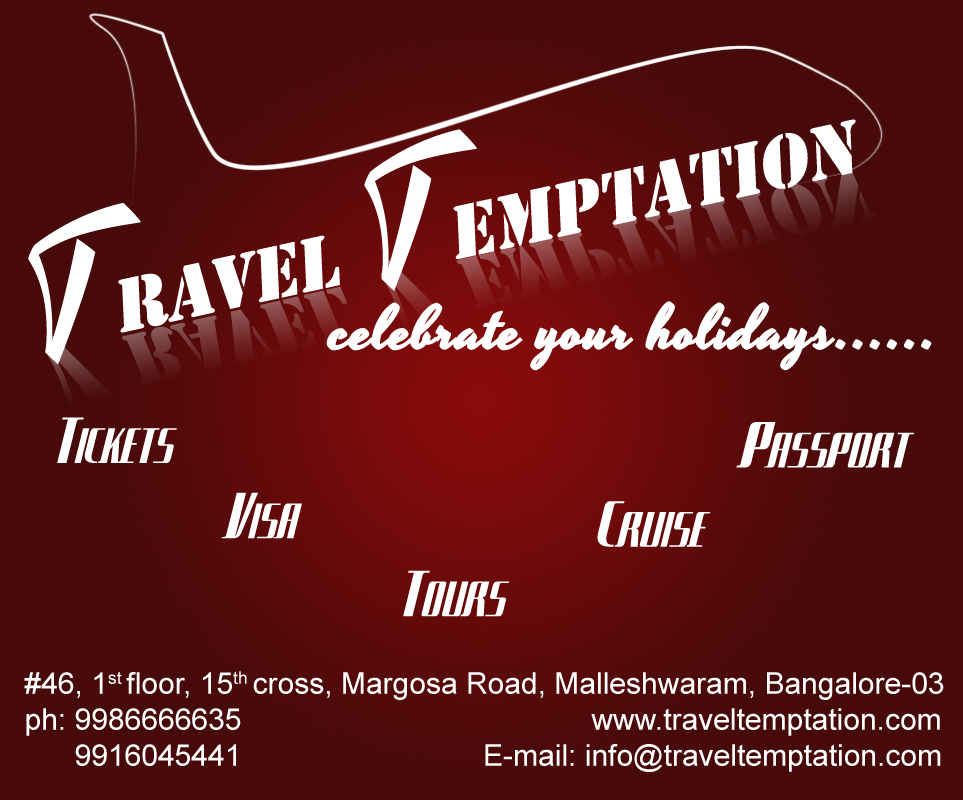 Travel Temptation
celebrate your holidays......
Tickets
Passport
Visa
Cruise
Tours
#46, 1st floor, 15th cross, Margosa Road, Malleshwaram, Bangalore-03
ph: 9986666635
www.traveltemptation.com
9916045441
E-mail: info@traveltemptation.com